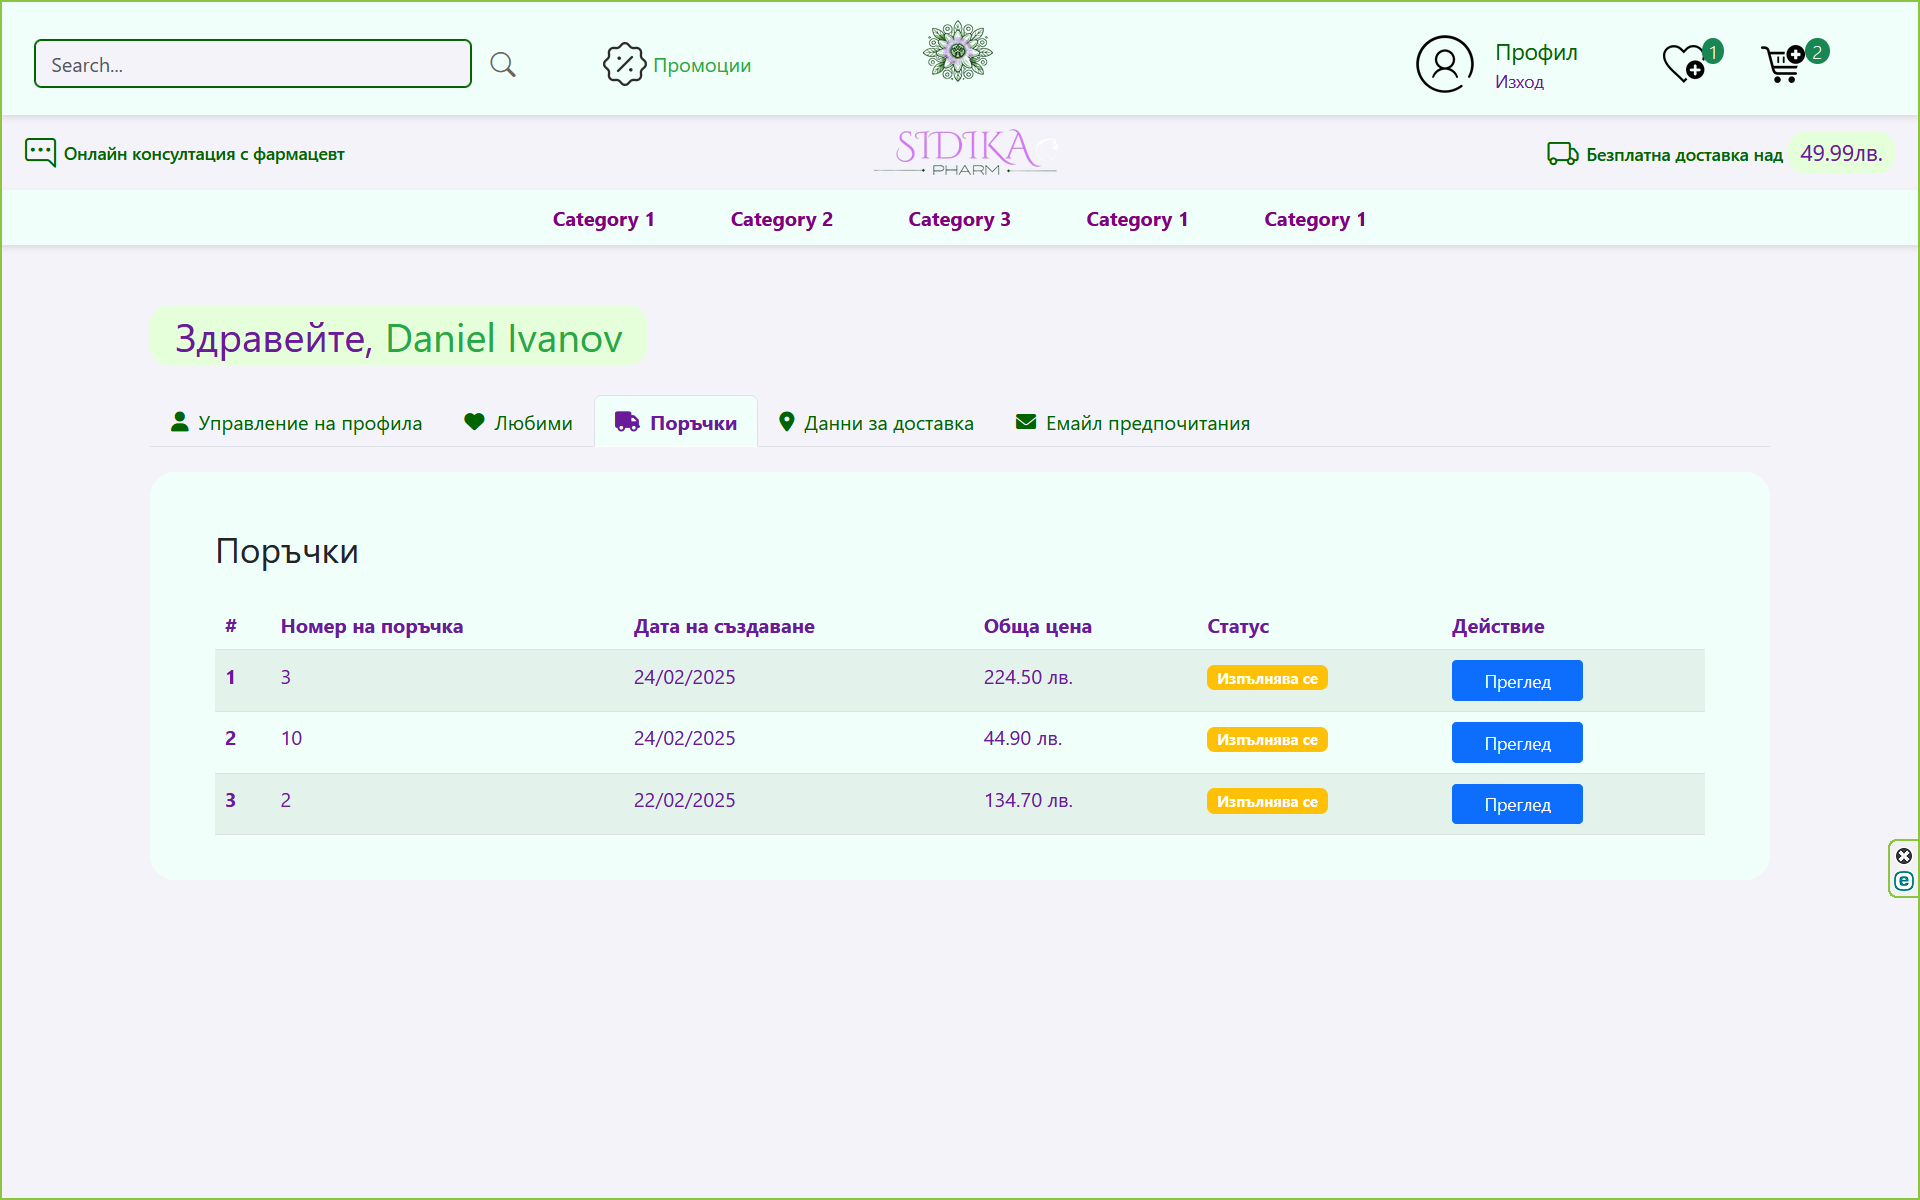 Search...
Промоции
Профил
1
2
Изход
Онлайн консултация с фармацевт
SIDIKA
PHARM
Безплатна доставка над 49.99лв.
Category 1 Category 2 Category 3 Category 1 Category 1
Здравейте, Daniel Ivanov
Управление на профила Любими Поръчки Данни за доставка Емайл предпочитания
Поръчки
# Номер на поръчка Дата на създаване Обща цена Статус Действие
1 3 24/02/2025 224.50 лв. Изпълнява се Преглед
2 10 24/02/2025 44.90 лв. Изпълнява се Преглед
3 2 22/02/2025 134.70 лв. Изпълнява се Преглед